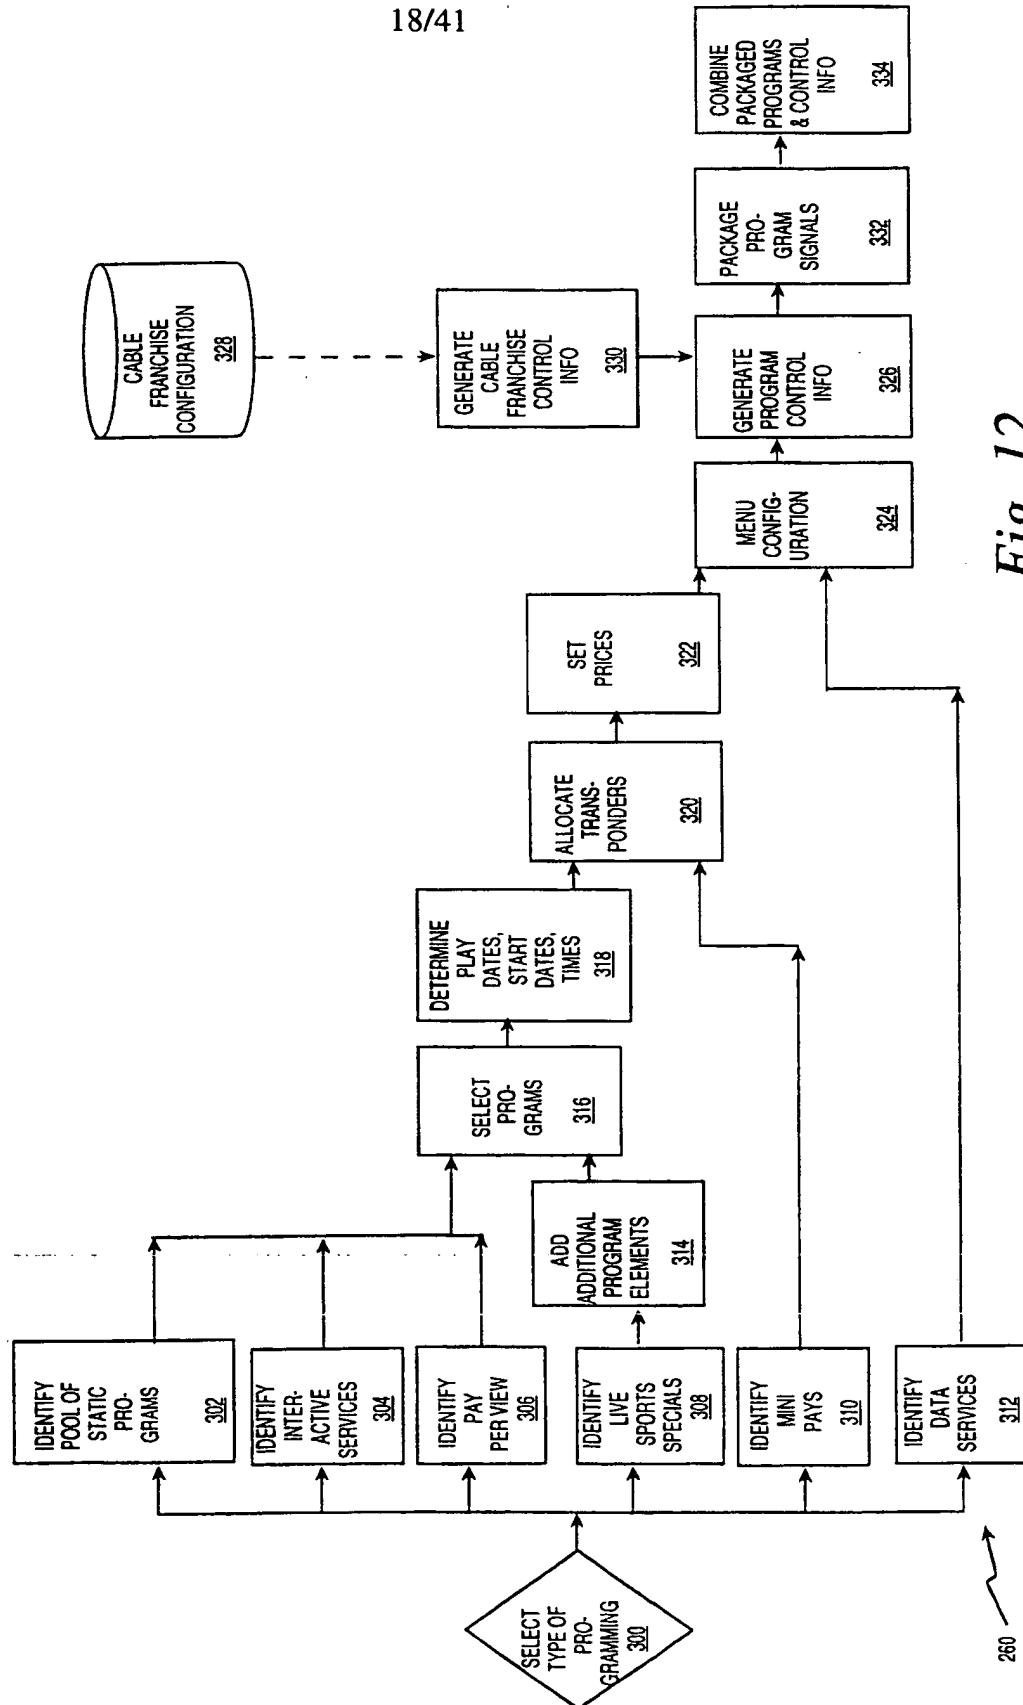 18/41
SELECT
TYPE OF
PRO-
GRAMMING
300
IDENTIFY
POOL OF
STATIC
PRO-
GRAMS
302
IDENTIFY
INTER-
ACTIVE
SERVICES
304
IDENTIFY
PAY
PER VIEW
306
IDENTIFY
LIVE
SPORTS
SPECIALS
308
IDENTIFY
MINI
PAYS
310
IDENTIFY
DATA
SERVICES
312
ADD
ADDITIONAL
PROGRAM
ELEMENTS
314
SELECT
PRO-
GRAMS
316
DETERMINE
PLAY
DATES,
START
DATES,
TIMES
318
ALLOCATE
TRANS-
PONDERS
320
SET
PRICES
322
MENU
CONFIG-
URATION
324
CABLE
FRANCHISE
CONFIGURATION
328
GENERATE
CABLE
FRANCHISE
CONTROL
INFO
330
GENERATE
PROGRAM
CONTROL
INFO
326
PACKAGE
PRO-
GRAM
SIGNALS
332
COMBINE
PACKAGED
PROGRAMS
& CONTROL
INFO
334
260
Fig. 12